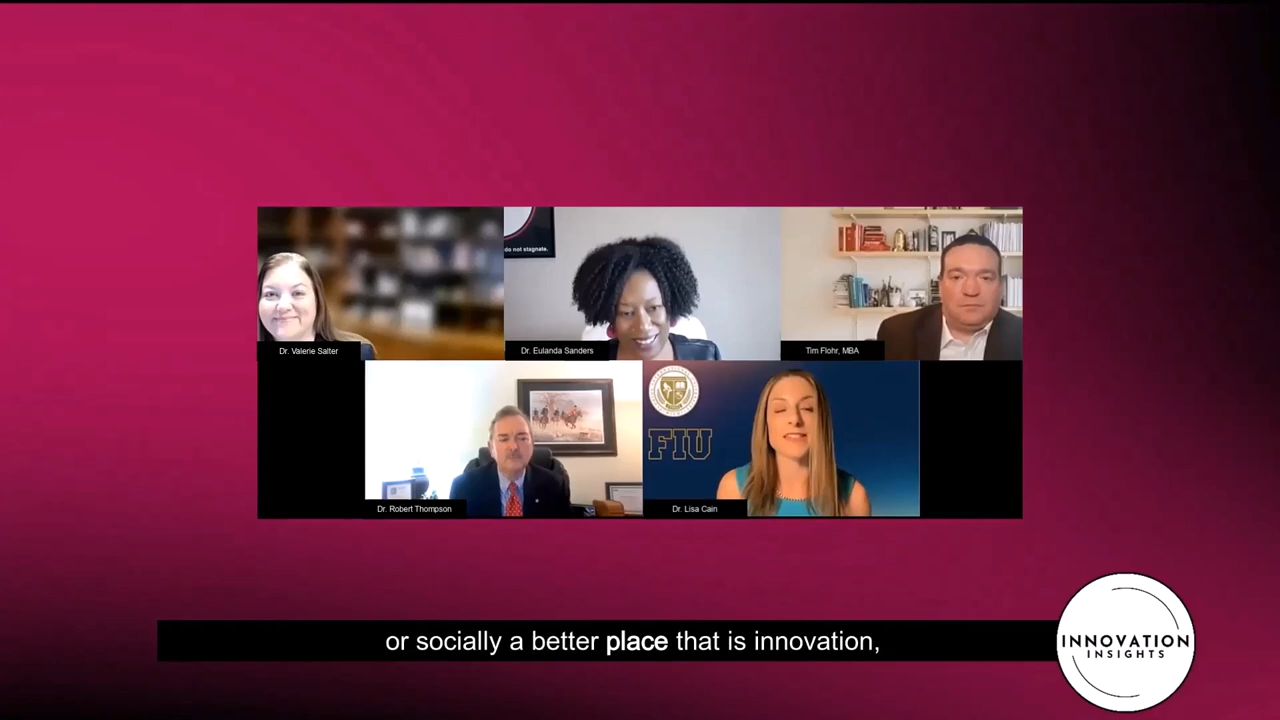 do not stagnate.
Dr. Valerie Salter
Dr. Eulanda Sanders
Tim Flohr, MBA
FIU
Dr. Robert Thompson
Dr. Lisa Cain
or socially a better place that is innovation,
INNOVATION
INSIGHTS